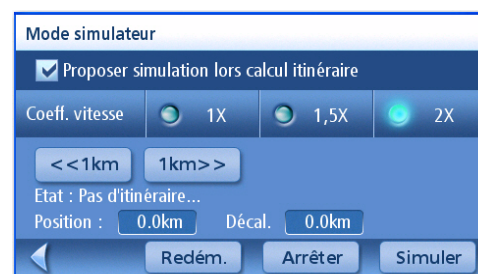 Mode simulateur
Proposer simulation lors calcul itinéraire
Coeff. vitesse 1X 1,5X 2X
<<1km 1km>>
Etat : Pas d'itinéraire...
Position : 0.0km Décal. 0.0km
Redém. Arrêter Simuler